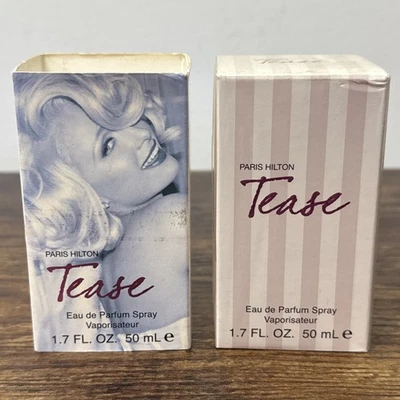 PARIS HILTON
Tease
Eau de Parfum Spray
Vaporisateur
1.7 FL. OZ. 50 mL e
PARIS HILTON
Tease
Eau de Parfum Spray
Vaporisateur
1.7 FL. OZ. 50 mL e